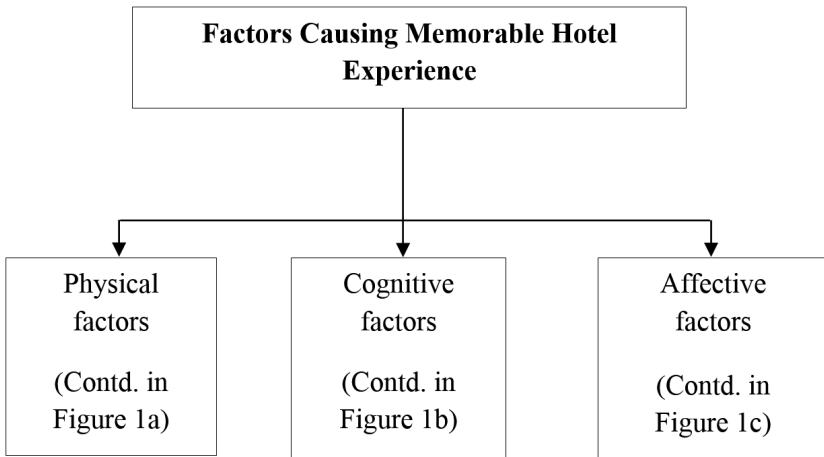 Factors Causing Memorable Hotel
Experience
Physical
factors
(Contd. in
Figure 1a)
Cognitive
factors
(Contd. in
Figure 1b)
Affective
factors
(Contd. in
Figure 1c)